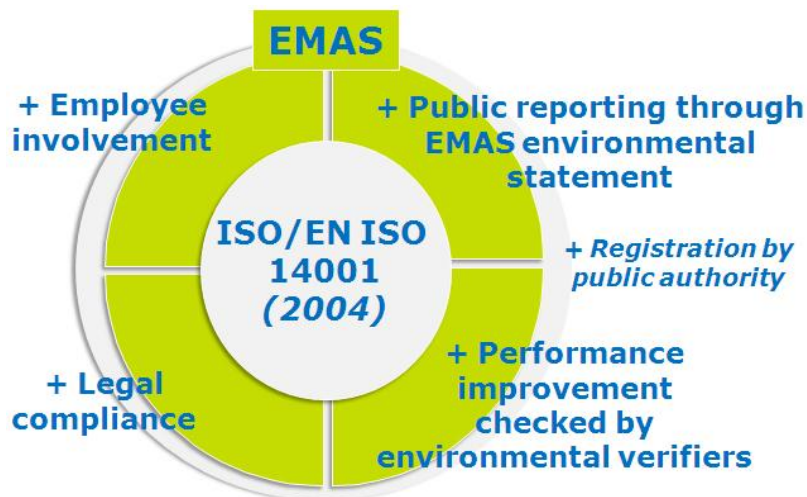 EMAS
+ Employee
involvement
+ Public reporting through
EMAS environmental
statement
ISO/EN ISO
14001
(2004)
+ Registration by
public authority
+ Legal
compliance
+ Performance
improvement
checked by
environmental verifiers